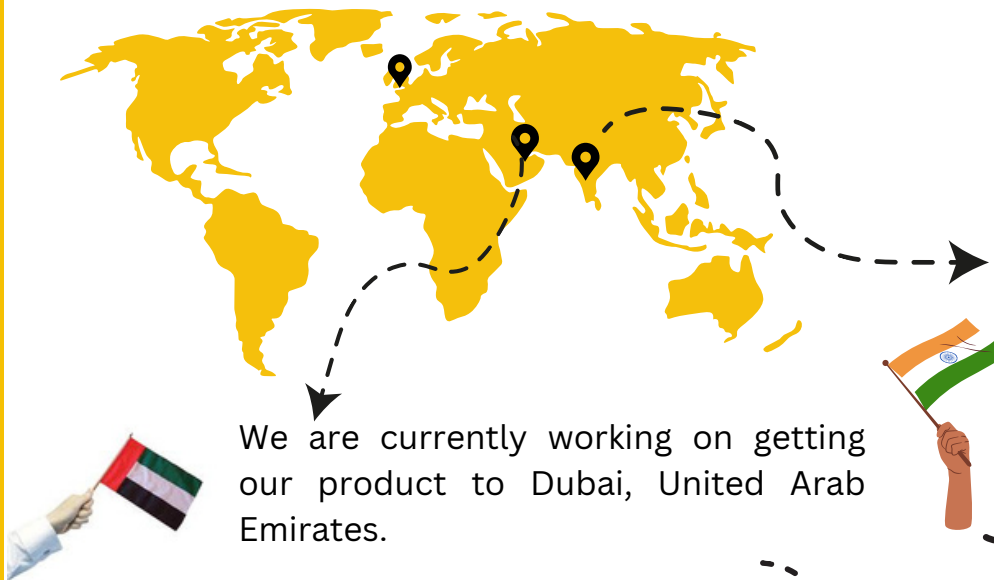 We are currently working on getting
our product to Dubai, United Arab
Emirates.